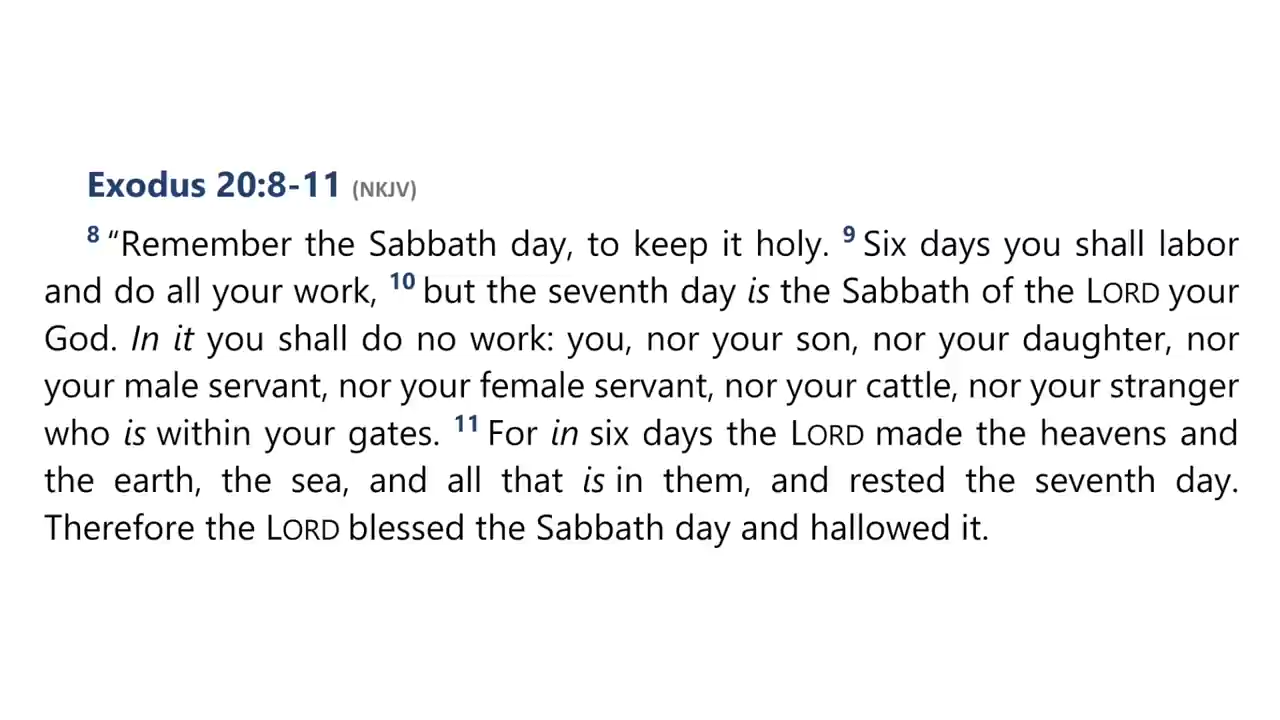 Exodus 20:8-11 (NKJV)
8 “Remember the Sabbath day, to keep it holy. 9 Six days you shall labor
and do all your work, 10 but the seventh day is the Sabbath of the LORD your
God. In it you shall do no work: you, nor your son, nor your daughter, nor
your male servant, nor your female servant, nor your cattle, nor your stranger
who is within your gates. 11 For in six days the LORD made the heavens and
the earth, the sea, and all that is in them, and rested the seventh day.
Therefore the LORD blessed the Sabbath day and hallowed it.